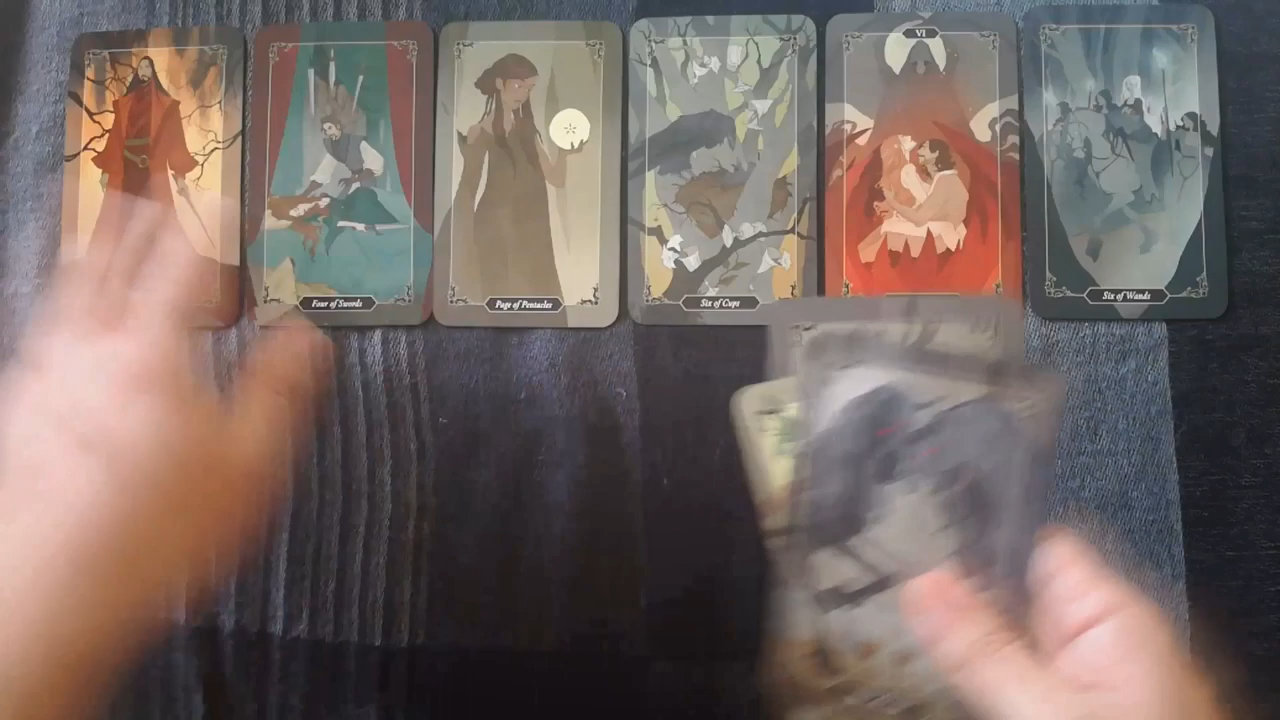 Four of Swords
Page of Pentacles
Six of Cups
VI
Six of Wands